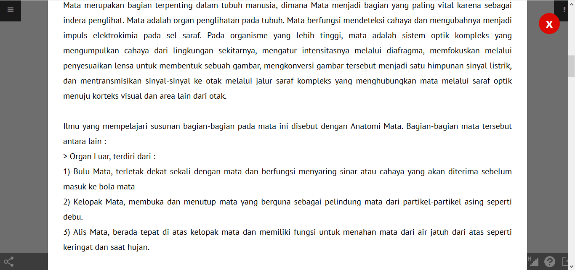 Mata merupakan bagian terpenting dalam tubuh manusia, dimana Mata menjadi bagian yang paling vital karena sebagai
indera penglihat. Mata adalah organ penglihatan pada tubuh. Mata berfungsi mendeteksi cahaya dan mengubahnya menjadi
impuls elektrokimia pada sel saraf. Pada organisme yang lebih tinggi, mata adalah sistem optik kompleks yang
mengumpulkan cahaya dari lingkungan sekitarnya, mengatur intensitasnya melalui diafragma, memfokuskan melalui
penyesuaikan lensa untuk membentuk sebuah gambar, mengkonversi gambar tersebut menjadi satu himpunan sinyal listrik,
dan mentransmisikan sinyal-sinyal ke otak melalui jalur saraf kompleks yang menghubungkan mata melalui saraf optik
menuju korteks visual dan area lain dari otak.
Ilmu yang mempelajari susunan bagian-bagian pada mata ini disebut dengan Anatomi Mata. Bagian-bagian mata tersebut
antara lain :
> Organ Luar, terdiri dari :
1) Bulu Mata, terletak dekat sekali dengan mata dan berfungsi menyaring sinar atau cahaya yang akan diterima sebelum
masuk ke bola mata
2) Kelopak Mata, membuka dan menutup mata yang berguna sebagai pelindung mata dari partikel-partikel asing seperti
debu.
3) Alis Mata, berada tepat di atas kelopak mata dan memiliki fungsi untuk menahan mata dari air jatuh dari atas seperti
keringat dan saat hujan.
X